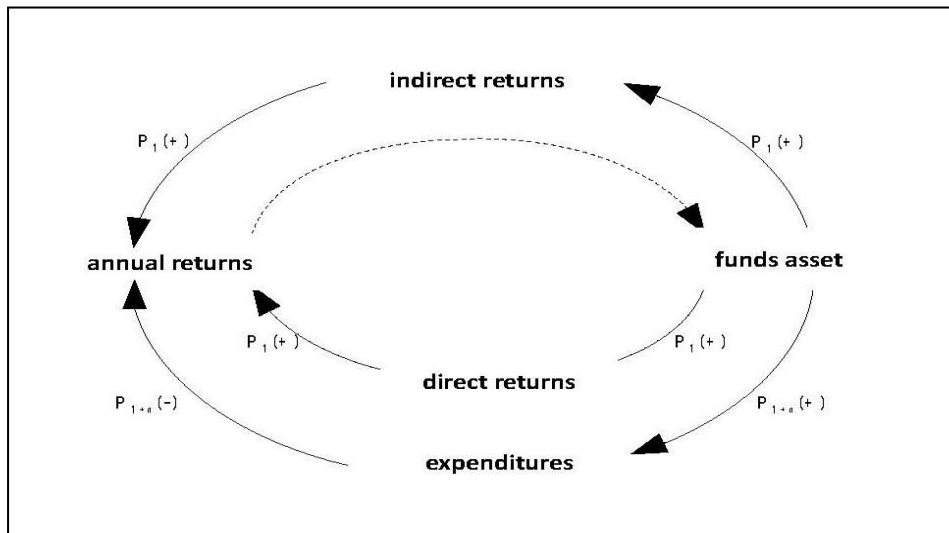 indirect returns
P 1 (+)
P 1 (+)
annual returns
funds asset
P 1 (+)
P 1 (+)
direct returns
P 1+n (-)
P 1+n (+)
expenditures